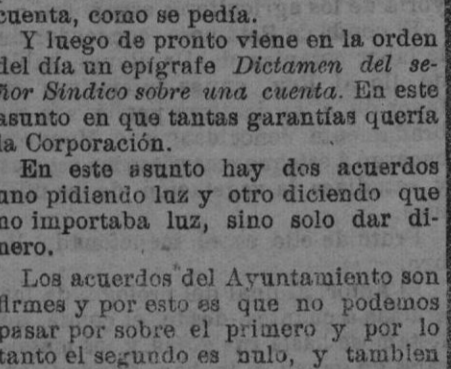 cuenta, como se pedía.
Y luego de pronto viene en la orden
del día un epígrafe Dictamen del se-
ñor Síndico sobre una cuenta. En este
asunto en que tantas garantías quería
la Corporación.
En este asunto hay dos acuerdos
uno pidiendo luz y otro diciendo que
no importaba luz, sino solo dar di-
nero.
Los acuerdos del Ayuntamiento son
firmes y por esto es que no podemos
pasar por sobre el primero y por lo
tanto el segundo es nulo, y tambien